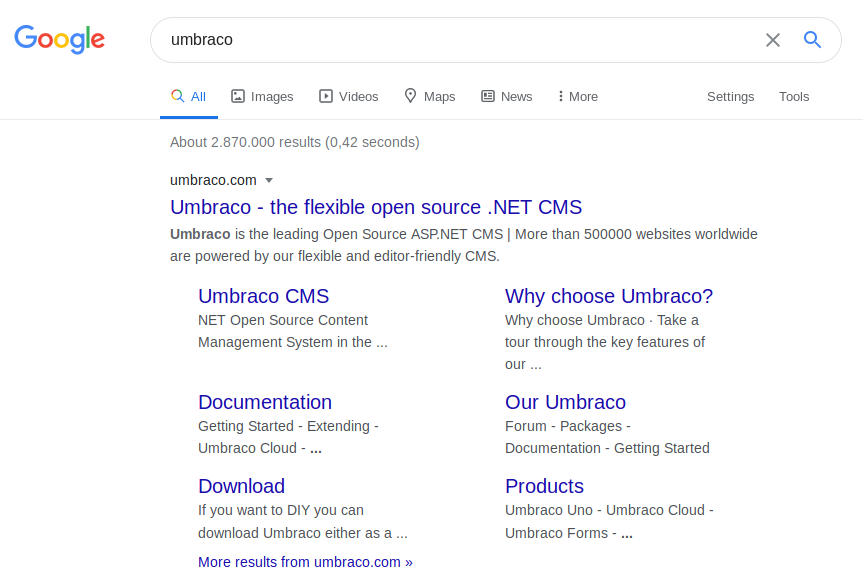 Google
umbraco
All Images Videos Maps News More Settings Tools
About 2.870.000 results (0,42 seconds)
umbraco.com
Umbraco - the flexible open source .NET CMS
Umbraco is the leading Open Source ASP.NET CMS | More than 500000 websites worldwide
are powered by our flexible and editor-friendly CMS.
Umbraco CMS
NET Open Source Content
Management System in the ...
Why choose Umbraco?
Why choose Umbraco · Take a
tour through the key features of
our ...
Documentation
Getting Started - Extending -
Umbraco Cloud - ...
Our Umbraco
Forum - Packages -
Documentation - Getting Started
Download
If you want to DIY you can
download Umbraco either as a ...
Products
Umbraco Uno - Umbraco Cloud -
Umbraco Forms - ...
More results from umbraco.com »